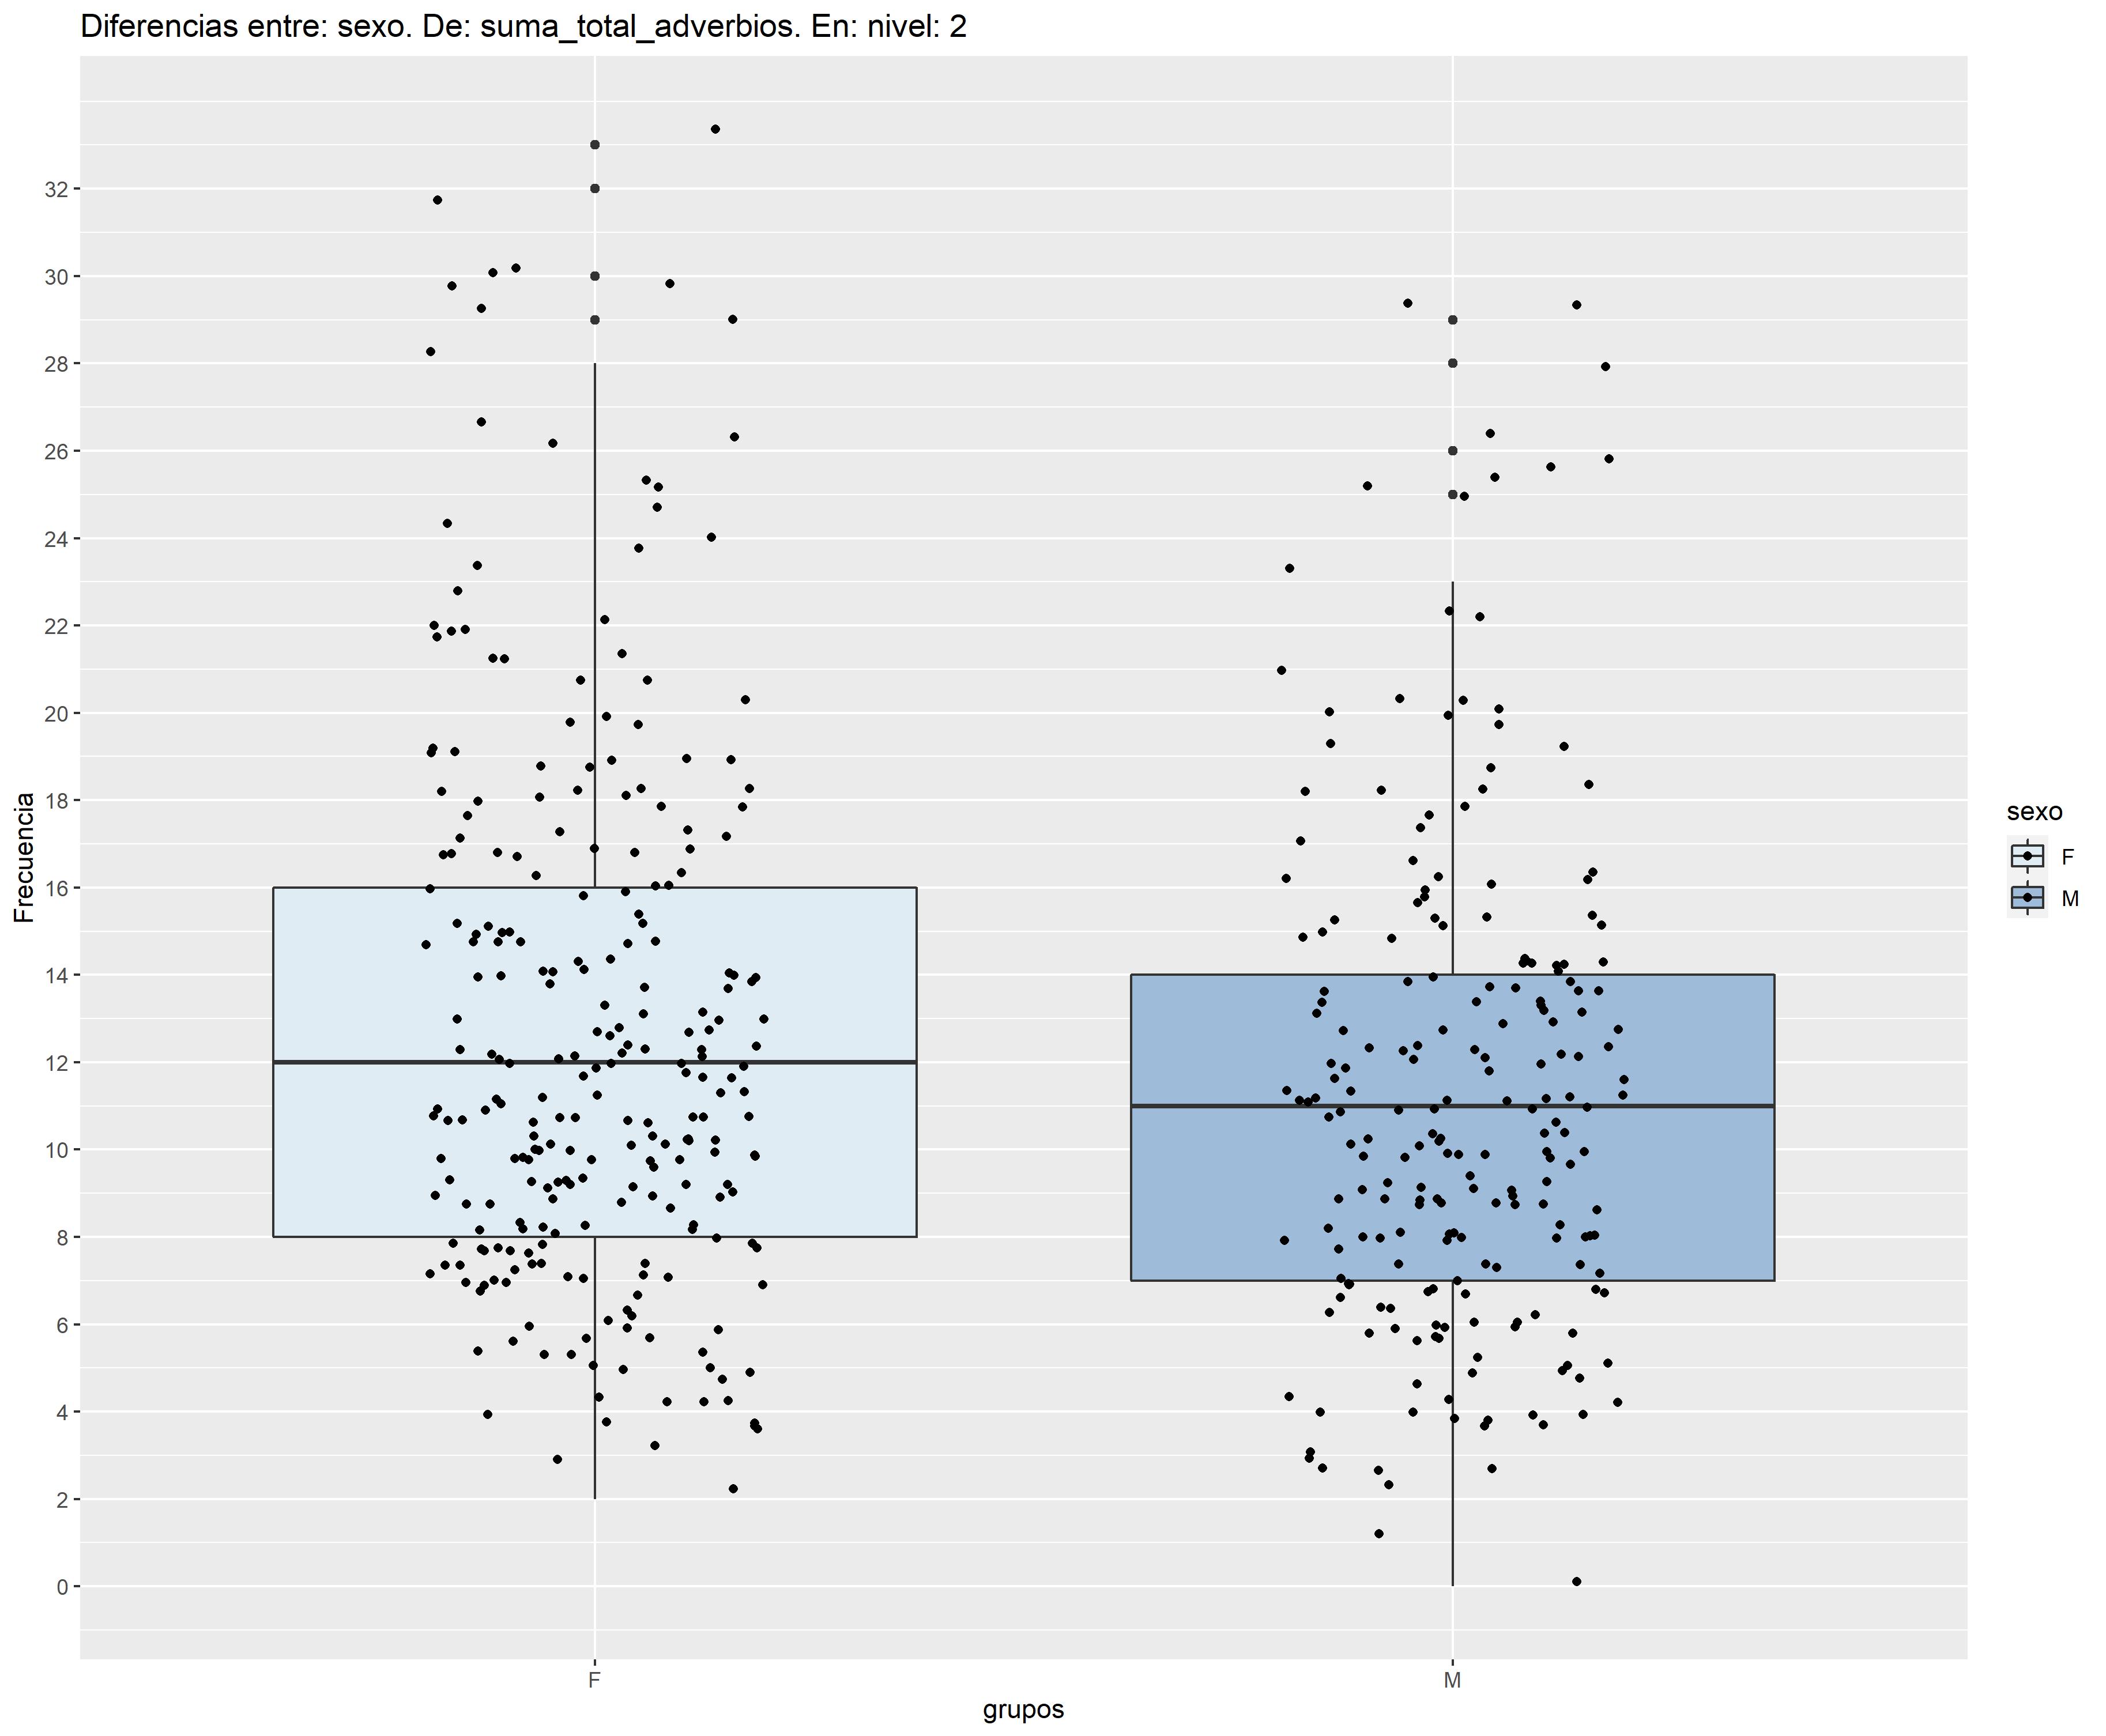 Diferencias entre: sexo. De: suma_total_adverbios. En: nivel: 2
Frecuencia
32
30
28
26
24
22
20
18
16
14
12
10
8
6
4
2
0
F
M
grupos
sexo
F
M